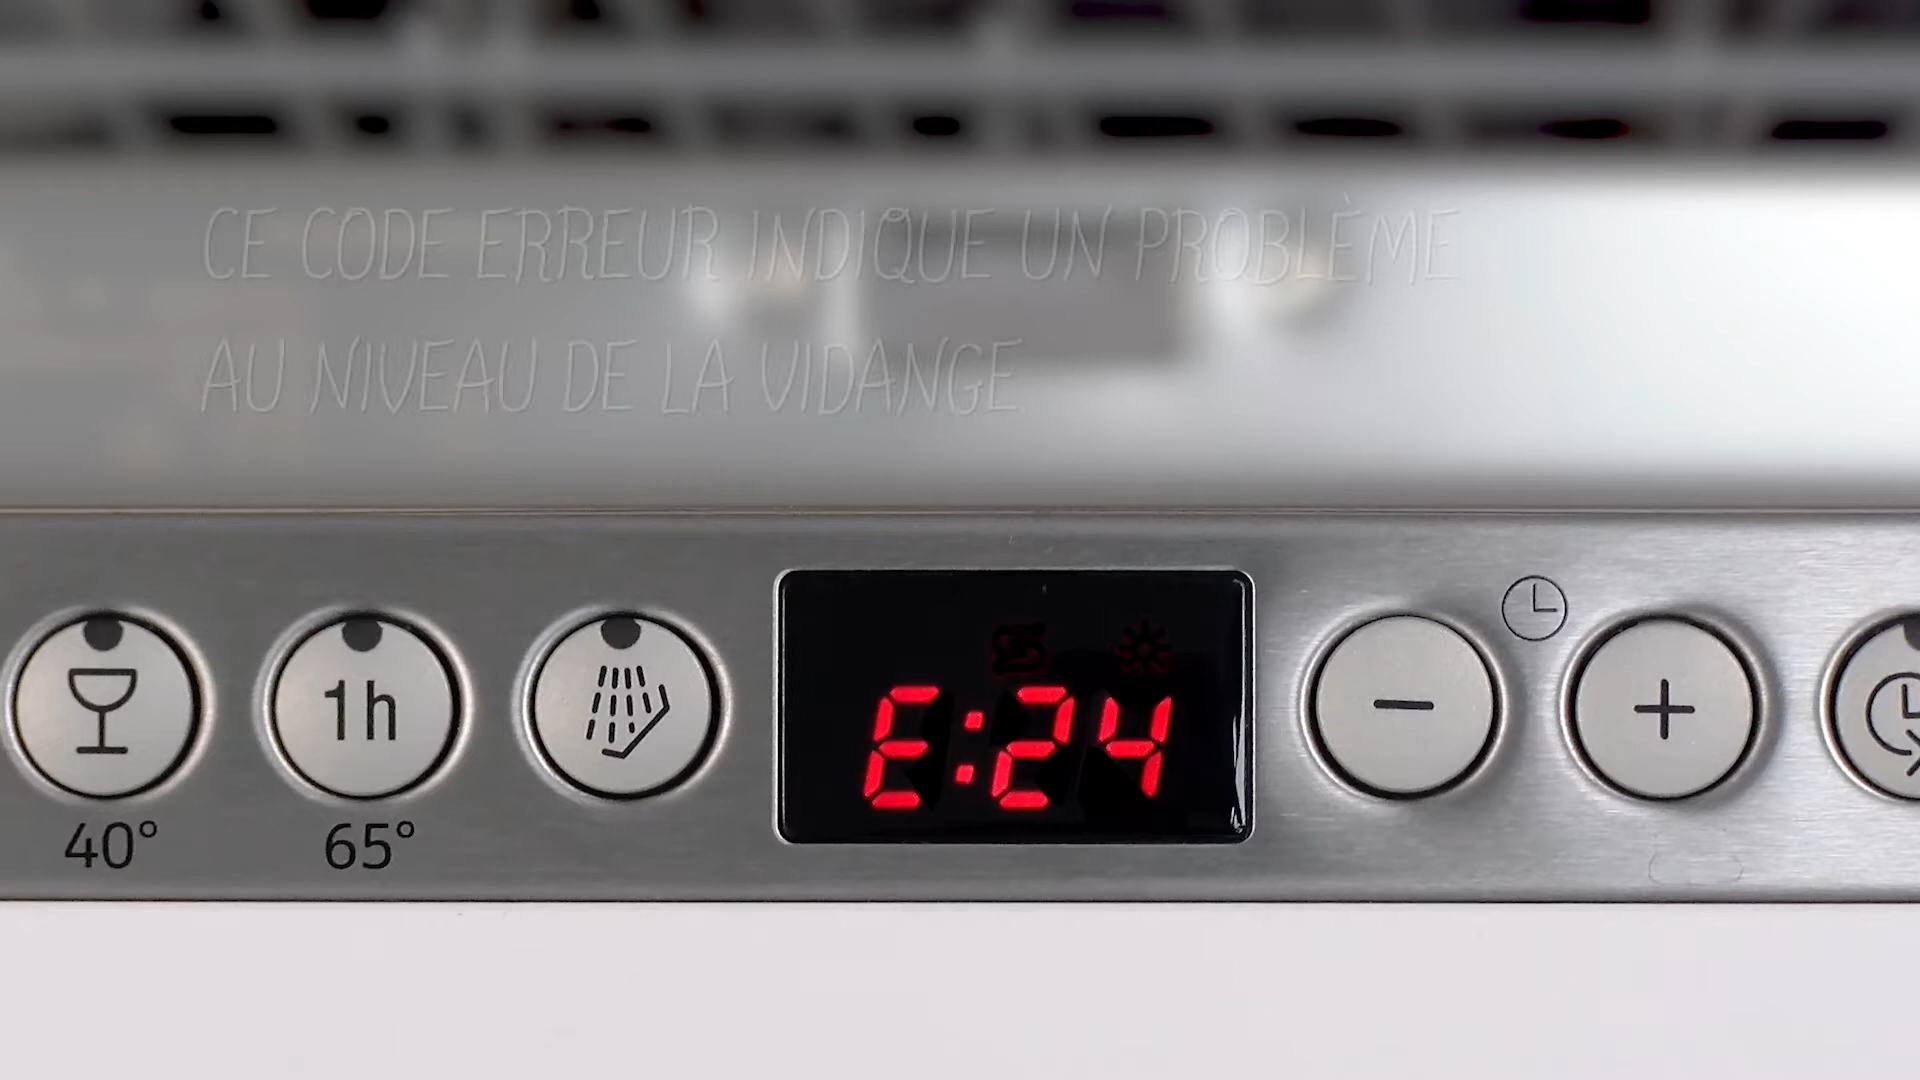 CE CODE ERREUR INDIQUE UN PROBLÈME
AU NIVEAU DE LA VIDANGE
1h
E:24
40°
65°